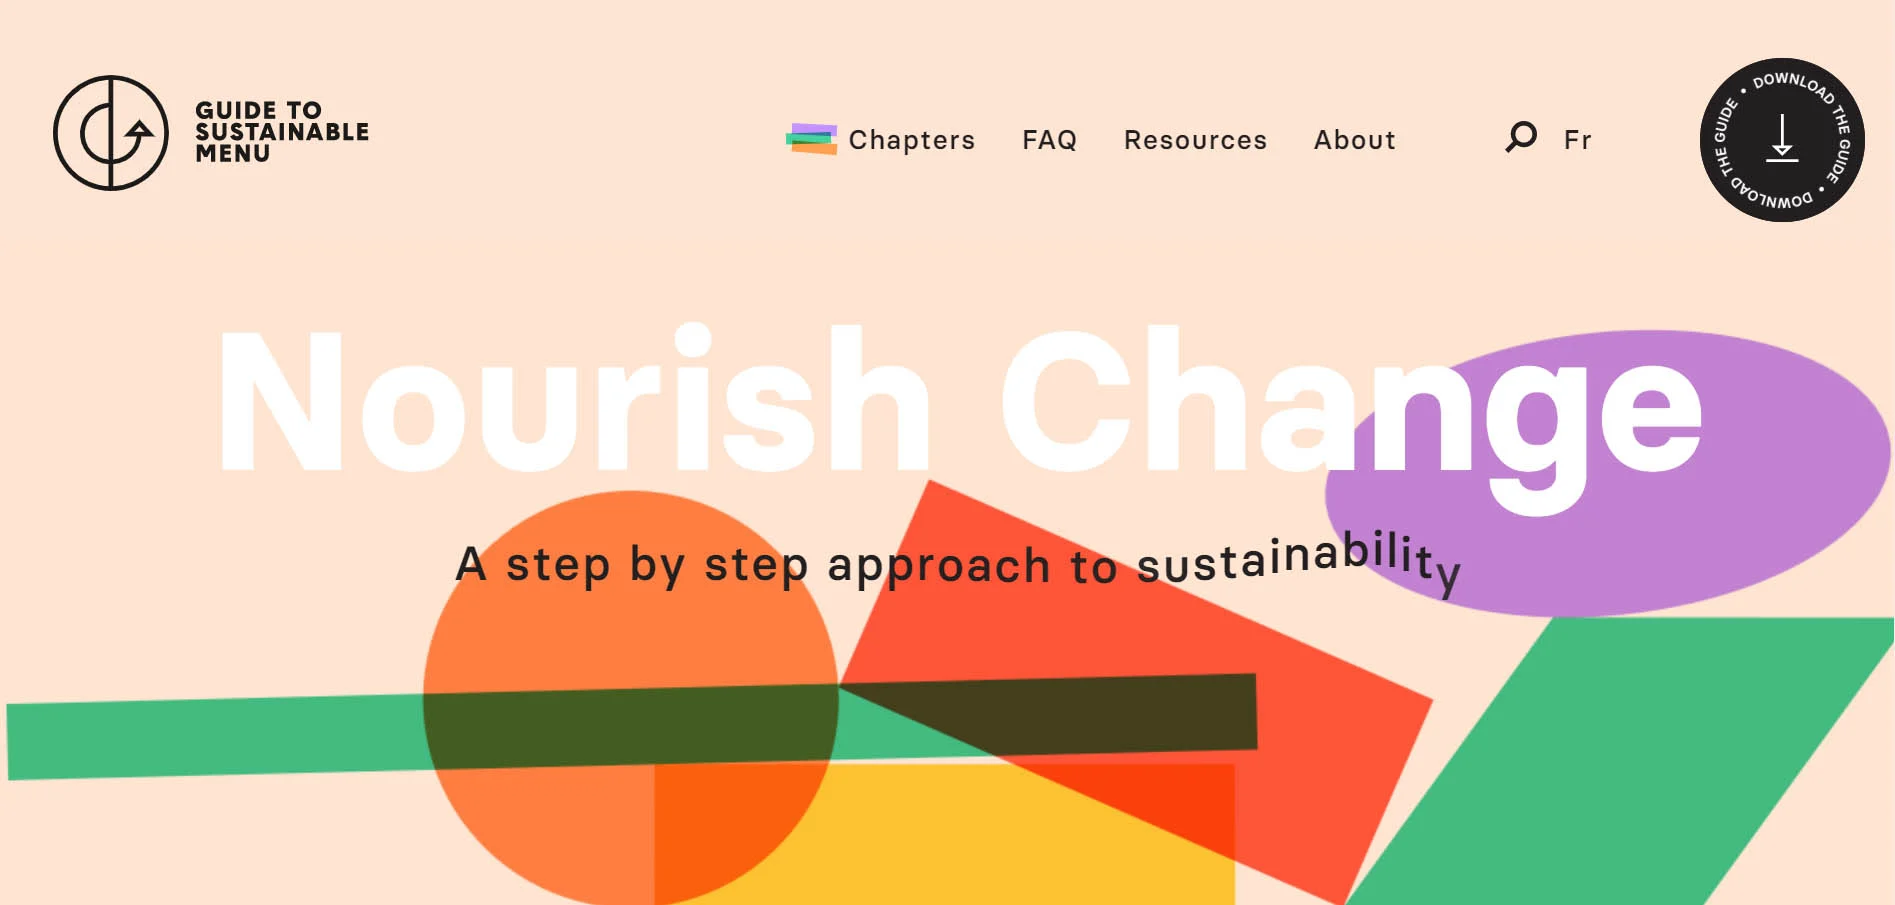 GUIDE TO
SUSTAINABLE
MENU
Chapters
FAQ
Resources
About
Fr
DOWNLOAD THE GUIDE • DOWNLOAD THE GUIDE •
Nourish Change
A step by step approach to sustainability